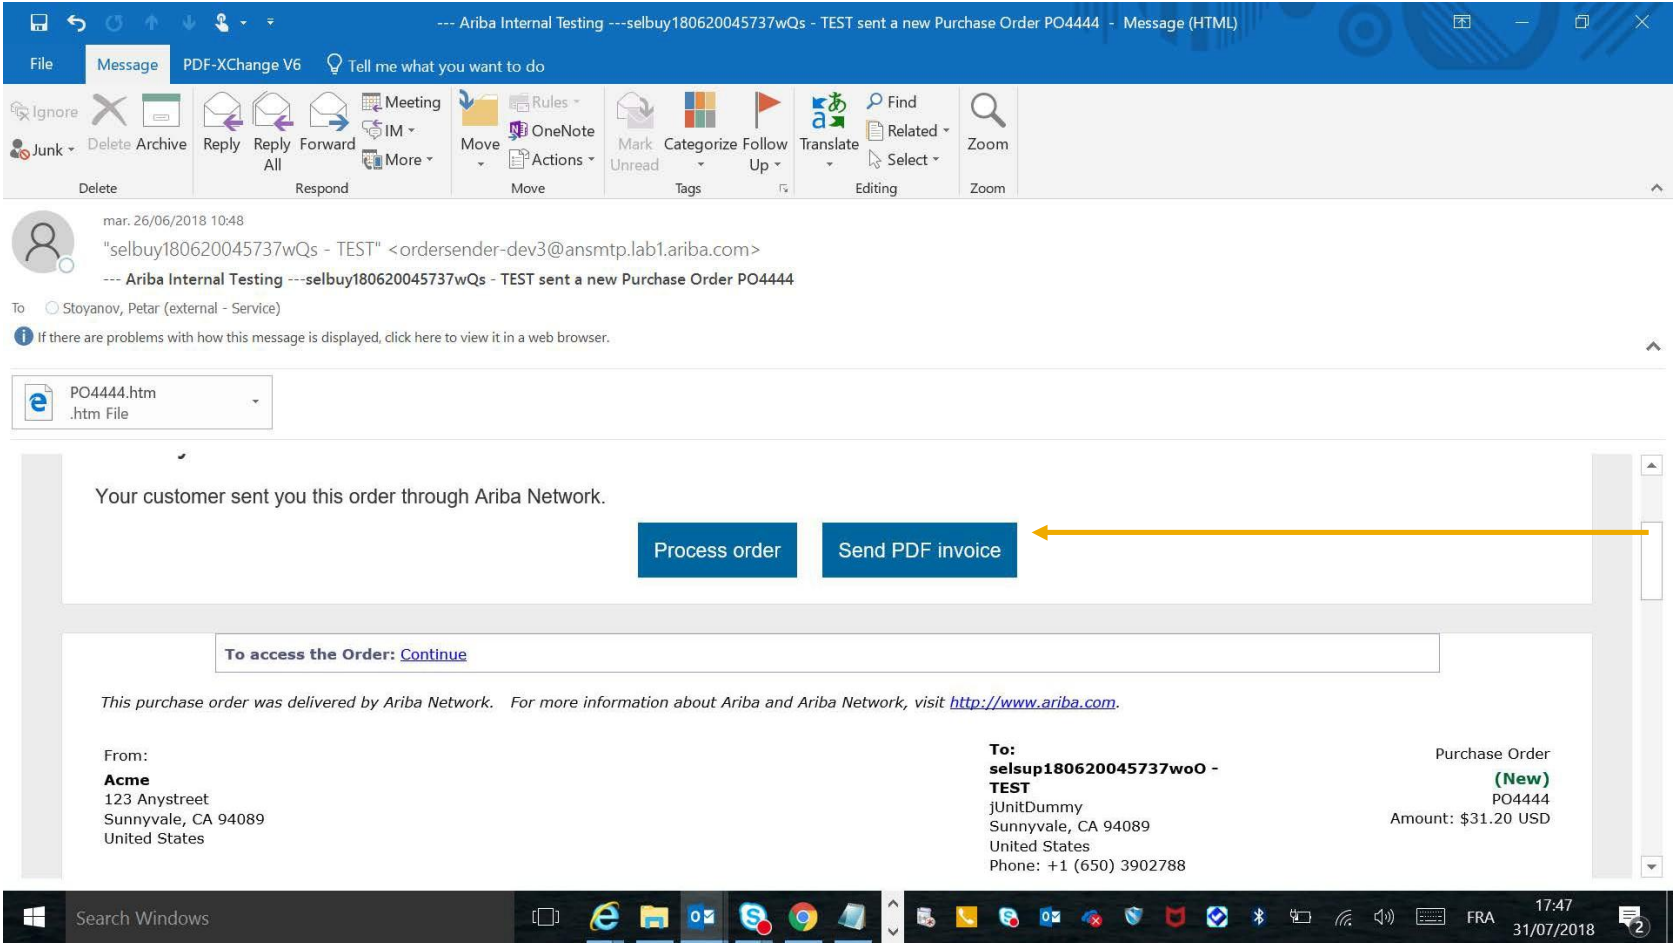 --- Ariba Internal Testing ---selbuy180620045737wQs - TEST sent a new Purchase Order PO4444 - Message (HTML)
File Message PDF-XChange V6 Tell me what you want to do
Ignore
Junk
Delete
Archive
Delete
Reply
Reply All
Forward
Meeting
IM
More
Respond
Move
Rules
OneNote
Actions
Move
Mark Unread
Categorize
Follow Up
Tags
Translate
Find
Related
Select
Editing
Zoom
Zoom
mar. 26/06/2018 10:48
"selbuy180620045737wQs - TEST" <ordersender-dev3@ansmtp.lab1.ariba.com>
--- Ariba Internal Testing ---selbuy180620045737wQs - TEST sent a new Purchase Order PO4444
To Stoyanov, Petar (external - Service)
If there are problems with how this message is displayed, click here to view it in a web browser.
PO4444.htm
.htm File
Your customer sent you this order through Ariba Network.
Process order Send PDF invoice
To access the Order: Continue
This purchase order was delivered by Ariba Network. For more information about Ariba and Ariba Network, visit http://www.ariba.com.
From:
Acme
123 Anystreet
Sunnyvale, CA 94089
United States
To:
selsup180620045737woO -
TEST
jUnitDummy
Sunnyvale, CA 94089
United States
Phone: +1 (650) 3902788
Purchase Order
(New)
PO4444
Amount: $31.20 USD
Search Windows
FRA
17:47
31/07/2018
2